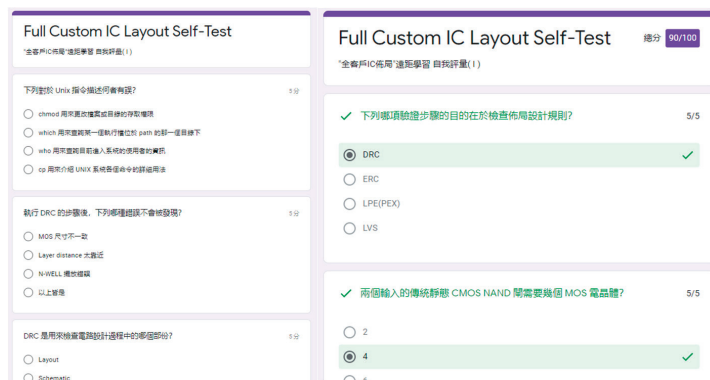 Full Custom IC Layout Self-Test
"全客戶IC佈局"遠距學習 自我評量(I)
下列對於 Unix 指令描述何者有誤?
5分
chmod 用來更改檔案或目錄的存取權限
which 用來查詢第一個執行檔位於 path 的那一個目錄下
who 用來查詢目前進入系統的使用者的資訊
cp 用來介紹 UNIX 系統各個命令的詳細用法
執行 DRC 的步驟後，下列哪種錯誤不會被發現?
5分
MOS 尺寸不一致
Layer distance 太靠近
N-WELL 擺放錯誤
以上皆是
DRC 是用來檢查電路設計過程中的哪個部份?
5分
Layout
Schematic
Full Custom IC Layout Self-Test
總分 90/100
"全客戶IC佈局"遠距學習 自我評量(I)
下列哪項驗證步驟的目的在於檢查佈局設計規則?
5/5
DRC
ERC
LPE(PEX)
LVS
兩個輸入的傳統靜態 CMOS NAND 閘需要幾個 MOS 電晶體?
5/5
2
4